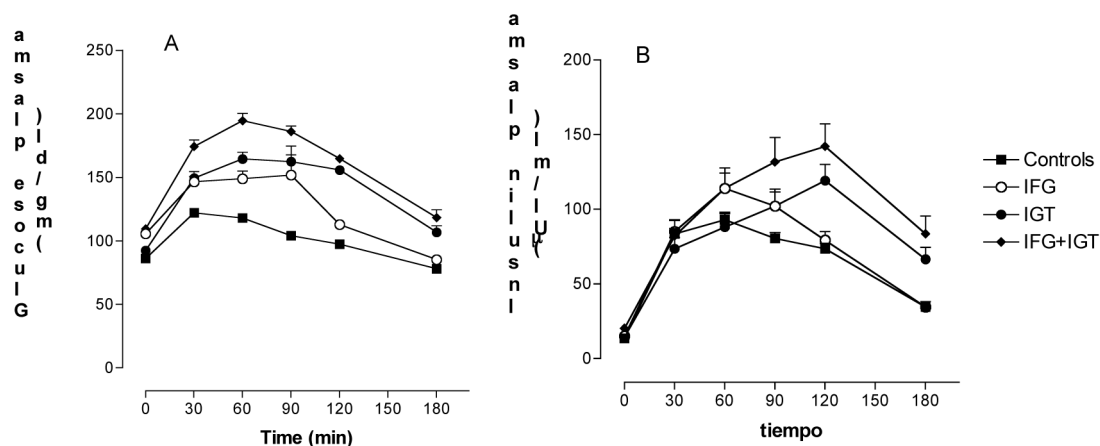 A
Glucose plasma
(mg/dl)
250
200
150
100
50
0
0 30 60 90 120 150 180
Time (min)
B
Insulin plasma
(µUI/ml)
200
150
100
50
0
0 30 60 90 120 150 180
tiempo
Controls
IFG
IGT
IFG+IGT